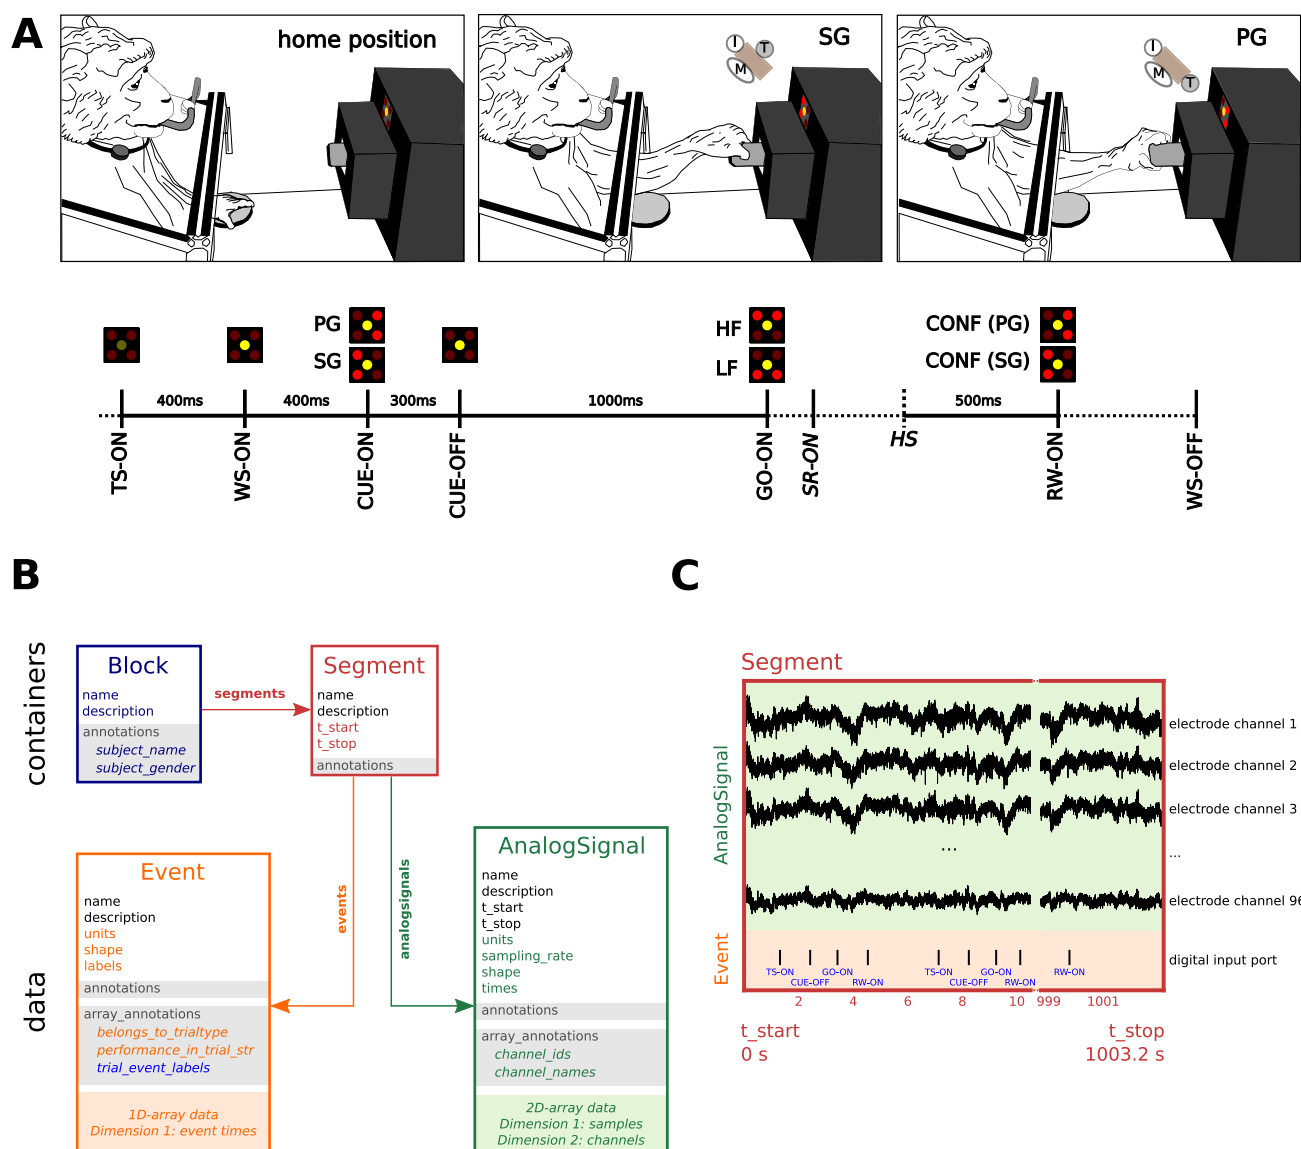 A
home position
SG
I
T
M
PG
I
M
T
PG
SG
HF
LF
CONF (PG)
CONF (SG)
400ms
400ms
300ms
1000ms
500ms
TS-ON
WS-ON
CUE-ON
CUE-OFF
GO-ON
SR-ON
HS
RW-ON
WS-OFF
B
containers
data
Block
name
description
annotations
subject_name
subject_gender
segments
Segment
name
description
t_start
t_stop
annotations
events
analogsignals
Event
name
description
units
shape
labels
annotations
array_annotations
belongs_to_trialtype
performance_in_trial_str
trial_event_labels
1D-array data
Dimension 1: event times
AnalogSignal
name
description
t_start
t_stop
units
sampling_rate
shape
times
annotations
array_annotations
channel_ids
channel_names
2D-array data
Dimension 1: samples
Dimension 2: channels
C
Segment
AnalogSignal
Event
electrode channel 1
electrode channel 2
electrode channel 3
...
...
electrode channel 96
digital input port
TS-ON
CUE-OFF
GO-ON
RW-ON
TS-ON
CUE-OFF
GO-ON
RW-ON
RW-ON
2 4 6 8 10 999 1001
t_start
0 s
t_stop
1003.2 s